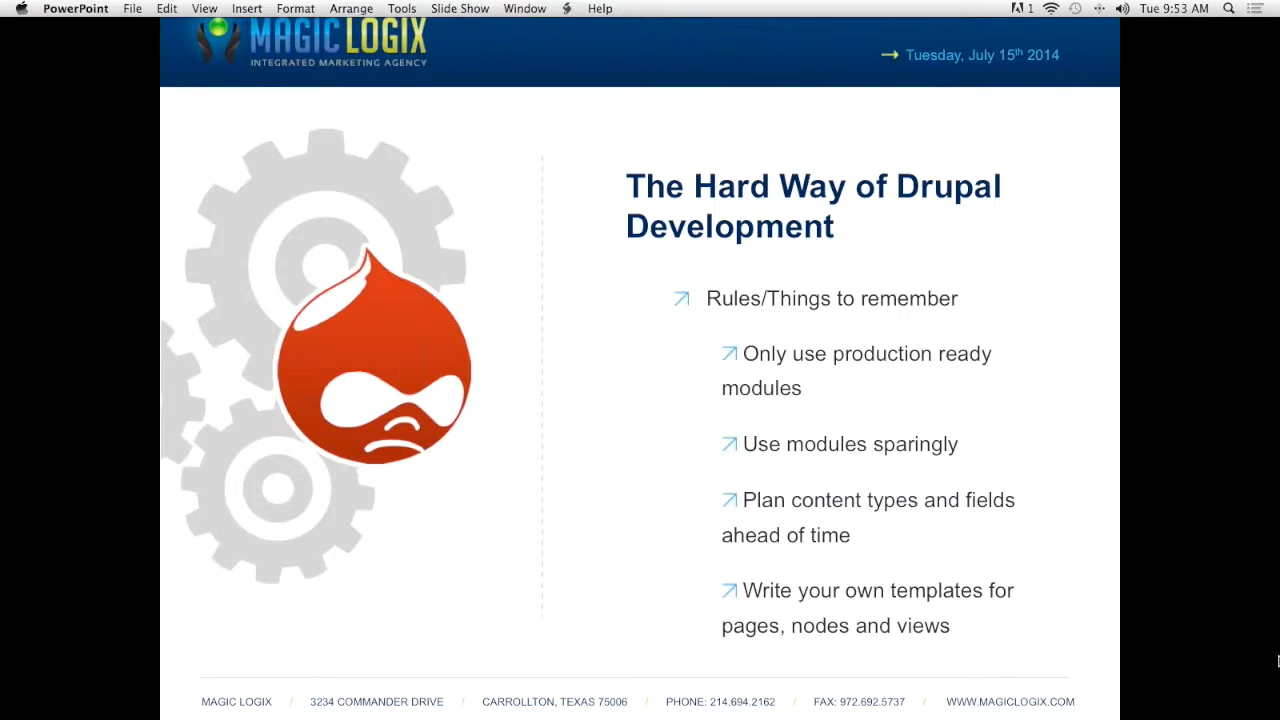 PowerPoint File Edit View Insert Format Arrange Tools Slide Show Window Help 1 Tue 9:53 AM
MAGIC LOGIX
INTEGRATED MARKETING AGENCY
Tuesday, July 15th 2014
The Hard Way of Drupal
Development
Rules/Things to remember
Only use production ready
modules
Use modules sparingly
Plan content types and fields
ahead of time
Write your own templates for
pages, nodes and views
MAGIC LOGIX / 3234 COMMANDER DRIVE / CARROLLTON, TEXAS 75006 / PHONE: 214.694.2162 / FAX: 972.692.5737 / WWW.MAGICLOGIX.COM